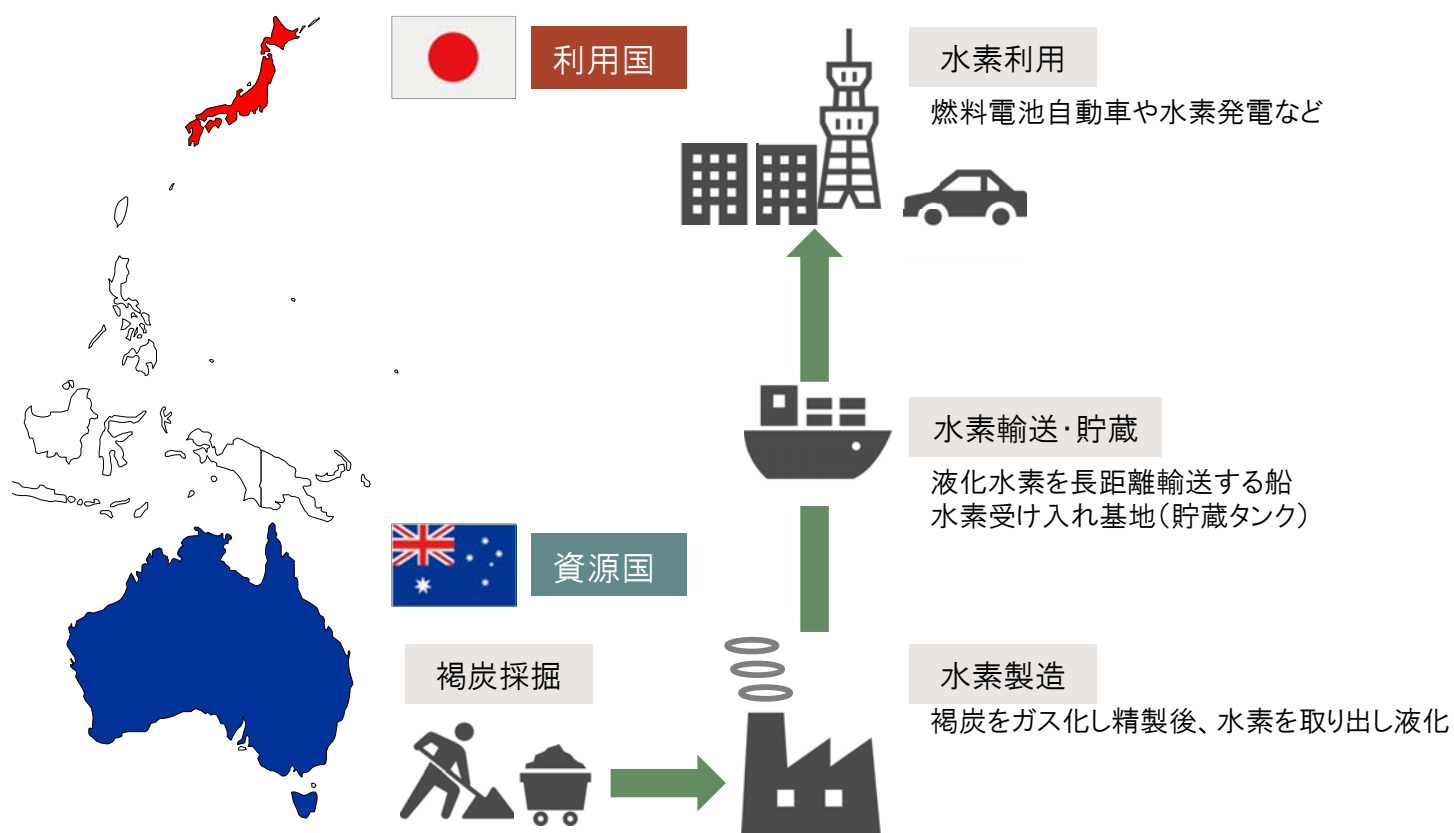 利用国
水素利用
燃料電池自動車や水素発電など
水素輸送・貯蔵
液化水素を長距離輸送する船
水素受け入れ基地（貯蔵タンク）
資源国
褐炭採掘
水素製造
褐炭をガス化し精製後、水素を取り出し液化